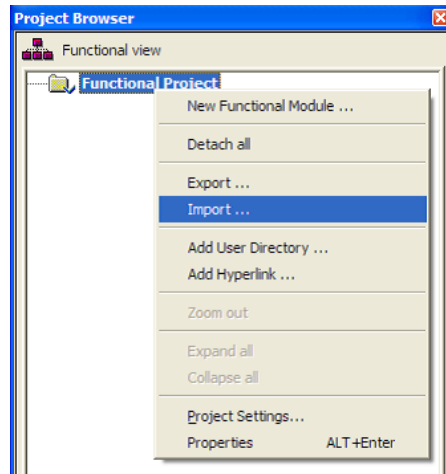 Project Browser
Functional view
Functional Project
New Functional Module ...
Detach all
Export ...
Import ...
Add User Directory ...
Add Hyperlink ...
Zoom out
Expand all
Collapse all
Project Settings...
Properties ALT+Enter